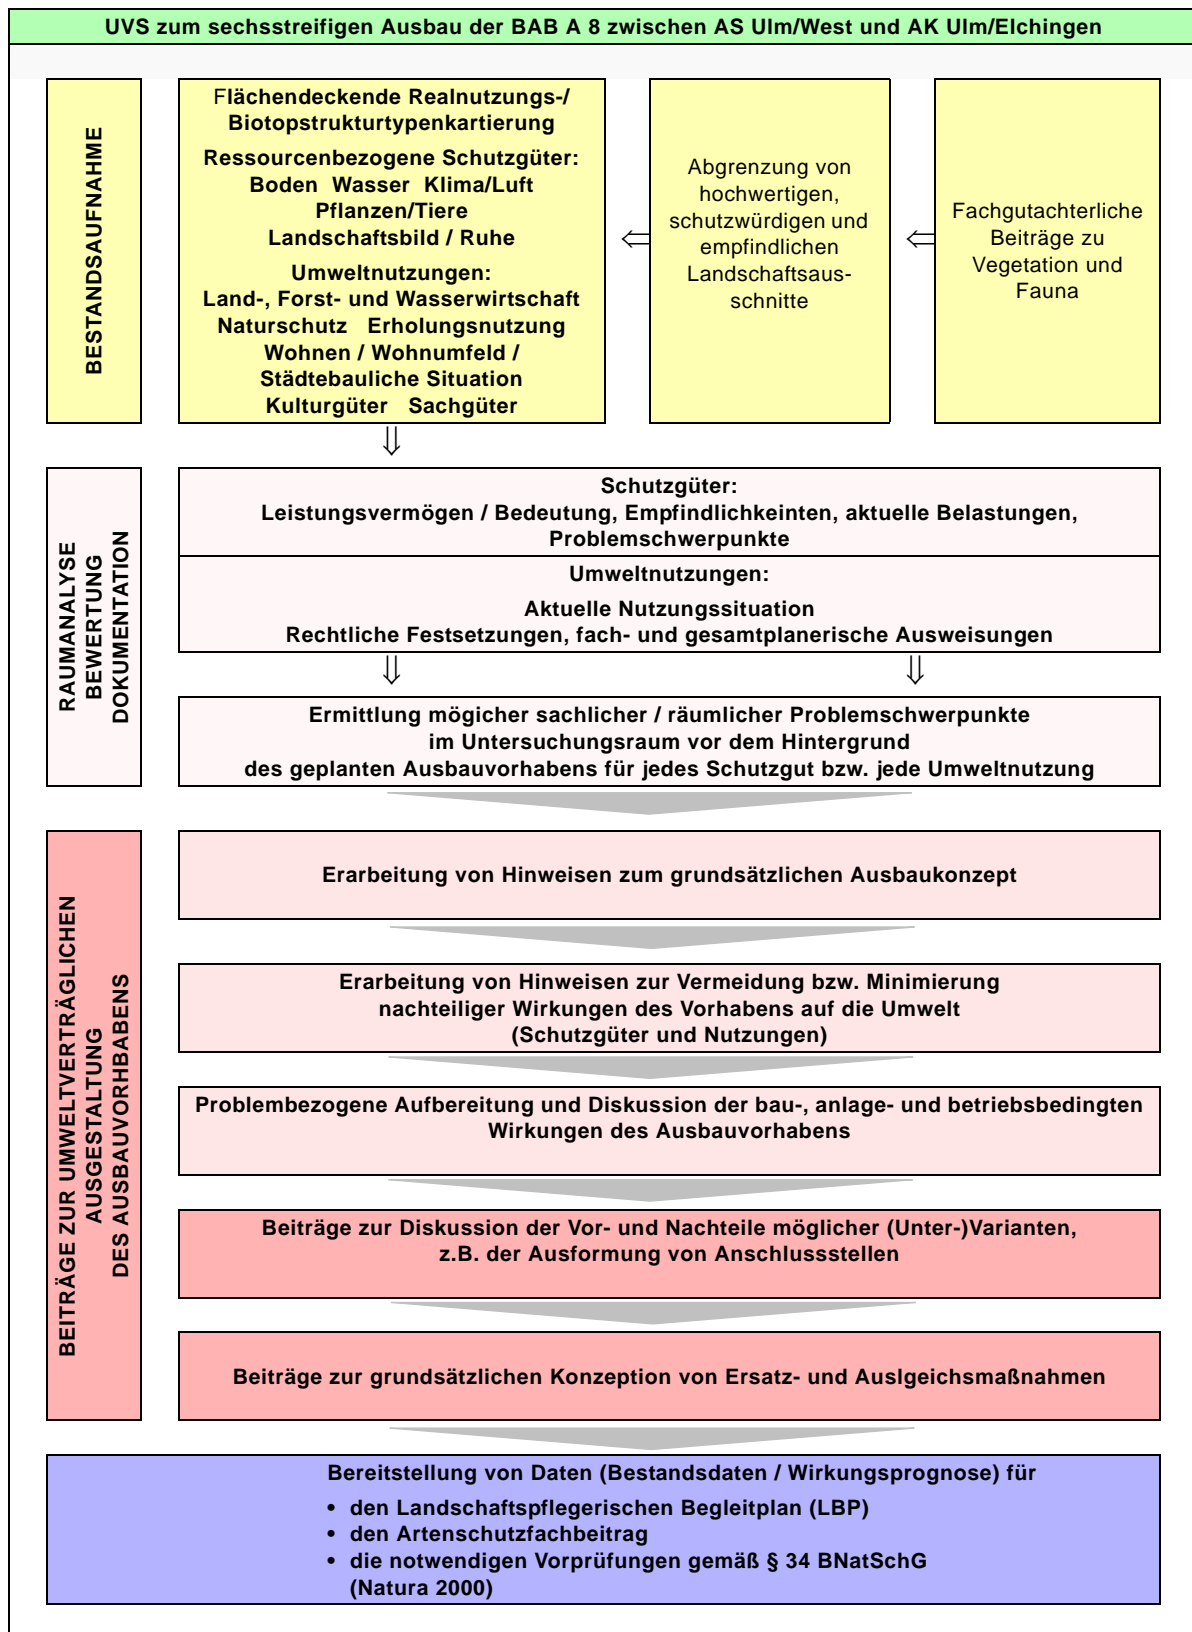 UVS zum sechsstreifigen Ausbau der BAB A 8 zwischen AS Ulm/West und AK Ulm/Elchingen
BESTANDSAUFNAHME
Flächendeckende Realnutzungs-/
Biotopstrukturtypenkartierung
Ressourcenbezogene Schutzgüter:
Boden Wasser Klima/Luft
Pflanzen/Tiere
Landschaftsbild / Ruhe
Umweltnutzungen:
Land-, Forst- und Wasserwirtschaft
Naturschutz Erholungsnutzung
Wohnen / Wohnumfeld /
Städtebauliche Situation
Kulturgüter Sachgüter
⇐
Abgrenzung von
hochwertigen,
schutzwürdigen und
empfindlichen
Landschaftsaus-
schnitte
⇐
Fachgutachterliche
Beiträge zu
Vegetation und
Fauna
⇓
RAUMANALYSE
BEWERTUNG
DOKUMENTATION
Schutzgüter:
Leistungsvermögen / Bedeutung, Empfindlichkeinten, aktuelle Belastungen,
Problemschwerpunkte
Umweltnutzungen:
Aktuelle Nutzungssituation
Rechtliche Festsetzungen, fach- und gesamtplanerische Ausweisungen
⇓ ⇓
Ermittlung mögicher sachlicher / räumlicher Problemschwerpunkte
im Untersuchungsraum vor dem Hintergrund
des geplanten Ausbauvorhabens für jedes Schutzgut bzw. jede Umweltnutzung
BEITRÄGE ZUR UMWELTVERTRÄGLICHEN
AUSGESTALTUNG
DES AUSBAUVORHBABENS
Erarbeitung von Hinweisen zum grundsätzlichen Ausbaukonzept
Erarbeitung von Hinweisen zur Vermeidung bzw. Minimierung
nachteiliger Wirkungen des Vorhabens auf die Umwelt
(Schutzgüter und Nutzungen)
Problembezogene Aufbereitung und Diskussion der bau-, anlage- und betriebsbedingten
Wirkungen des Ausbauvorhabens
Beiträge zur Diskussion der Vor- und Nachteile möglicher (Unter-)Varianten,
z.B. der Ausformung von Anschlussstellen
Beiträge zur grundsätzlichen Konzeption von Ersatz- und Auslgeichsmaßnahmen
Bereitstellung von Daten (Bestandsdaten / Wirkungsprognose) für
• den Landschaftspflegerischen Begleitplan (LBP)
• den Artenschutzfachbeitrag
• die notwendigen Vorprüfungen gemäß § 34 BNatSchG
(Natura 2000)